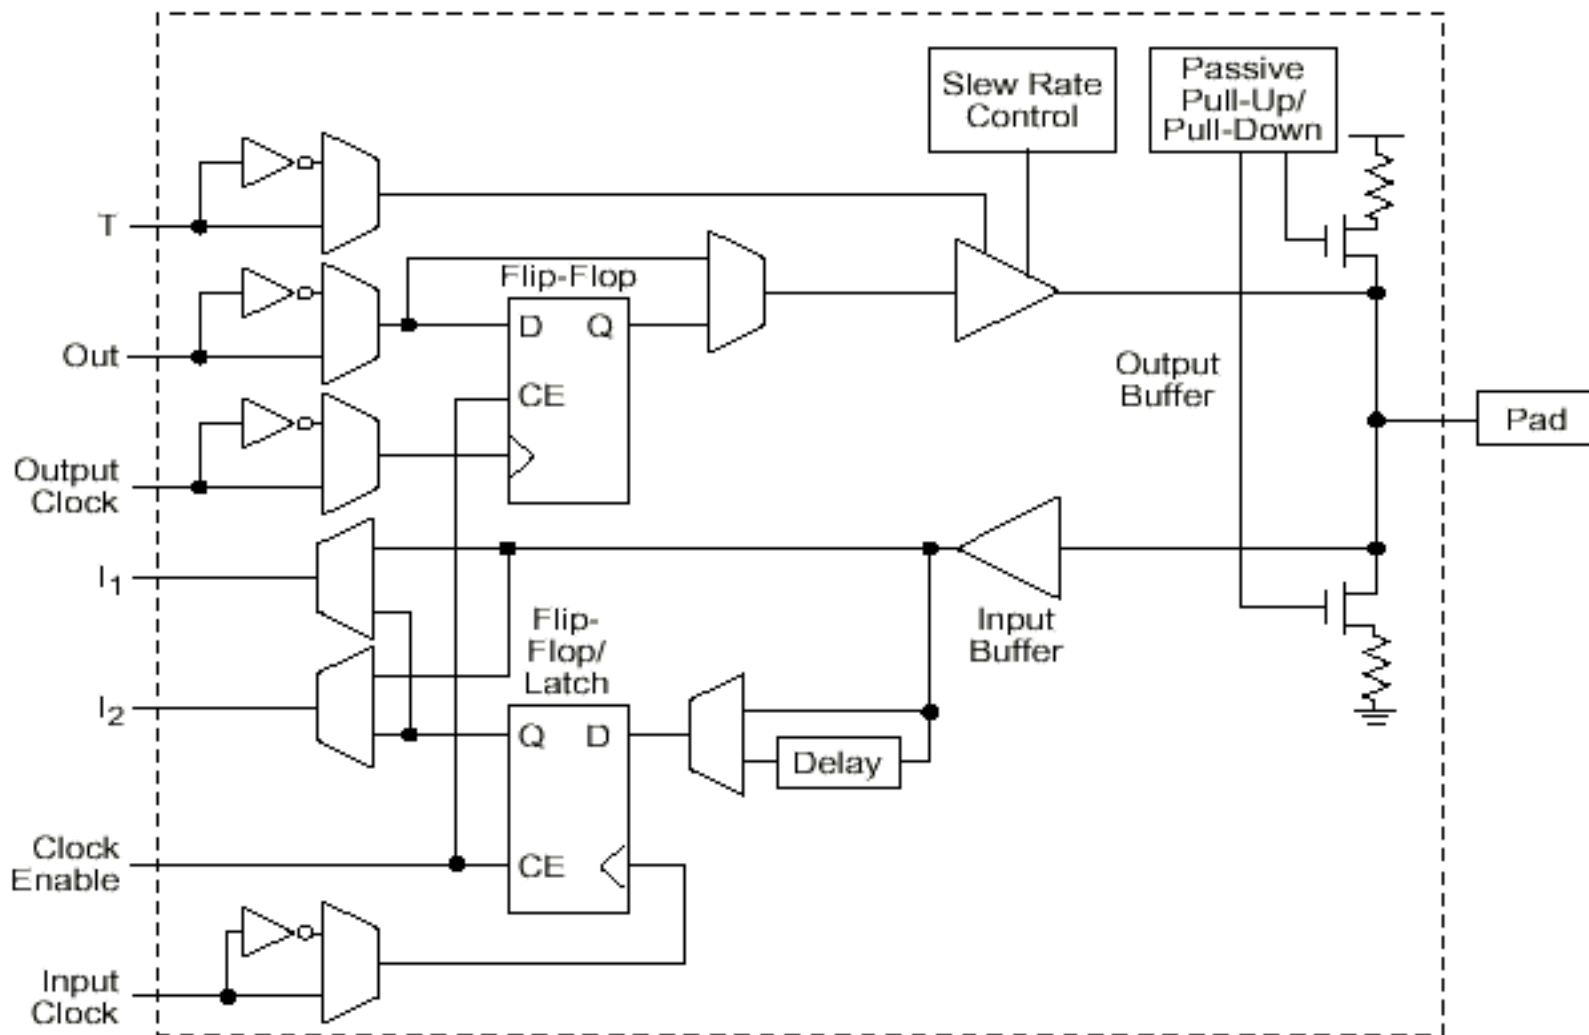 Slew Rate
Control
Passive
Pull-Up/
Pull-Down
T
Flip-Flop
D Q
Out
CE
Output
Buffer
Pad
Output
Clock
I1
Flip-
Flop/
Latch
Input
Buffer
I2
Q D
Delay
Clock
Enable
CE
Input
Clock